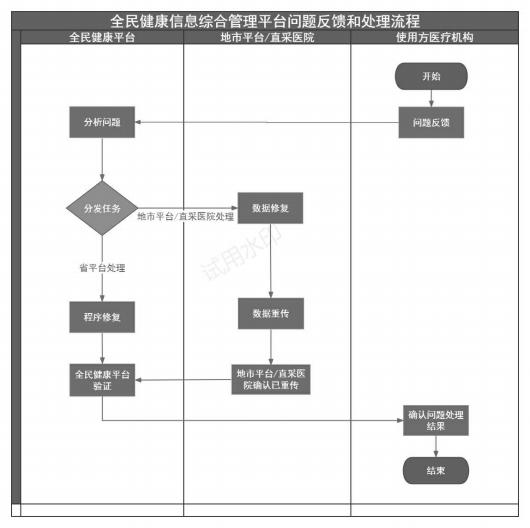 全民健康信息综合管理平台问题反馈和处理流程
全民健康平台
地市平台/直采医院
使用方医疗机构
开始
分析问题
问题反馈
分发任务
地市平台/直采医院处理
数据修复
试用水印
省平台处理
程序修复
数据重传
全民健康平台
验证
地市平台/直采医
院确认已重传
确认问题处理
结果
结束